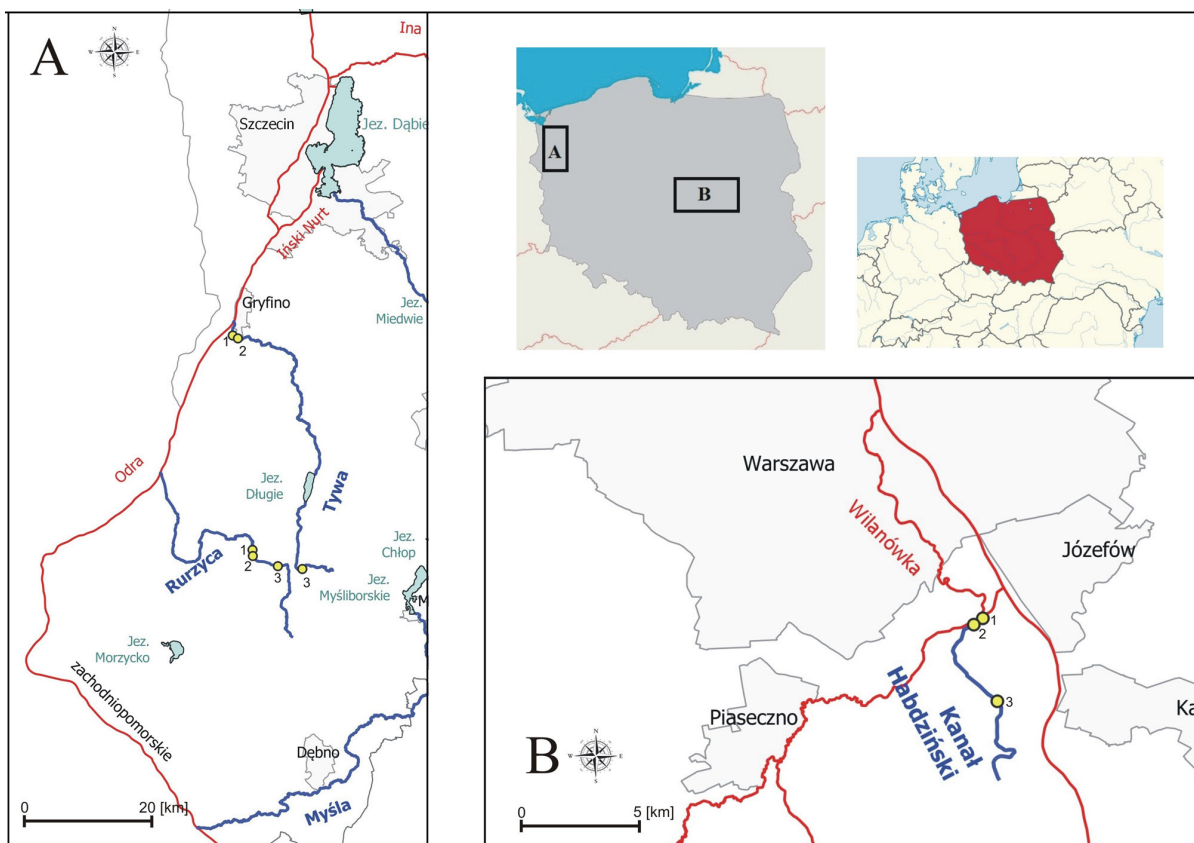 A
N
W
E
S
Ina
Szczecin
Jez. Dąbie
Iński Nurt
Gryfino
Jez.
Miedwie
1
2
Odra
Jez.
Długie
Tywa
Rurzyca
1
2
3
3
Jez.
Chłop
Jez.
Myśliborskie
M
Jez.
Morzycko
zachodniopomorskie
Dębno
Myśla
0
20 [km]
A
B
Warszawa
Wilanówka
Józefów
1
2
3
Piaseczno
Kanał
Habdziński
Ka
B
N
W
E
S
0
5 [km]